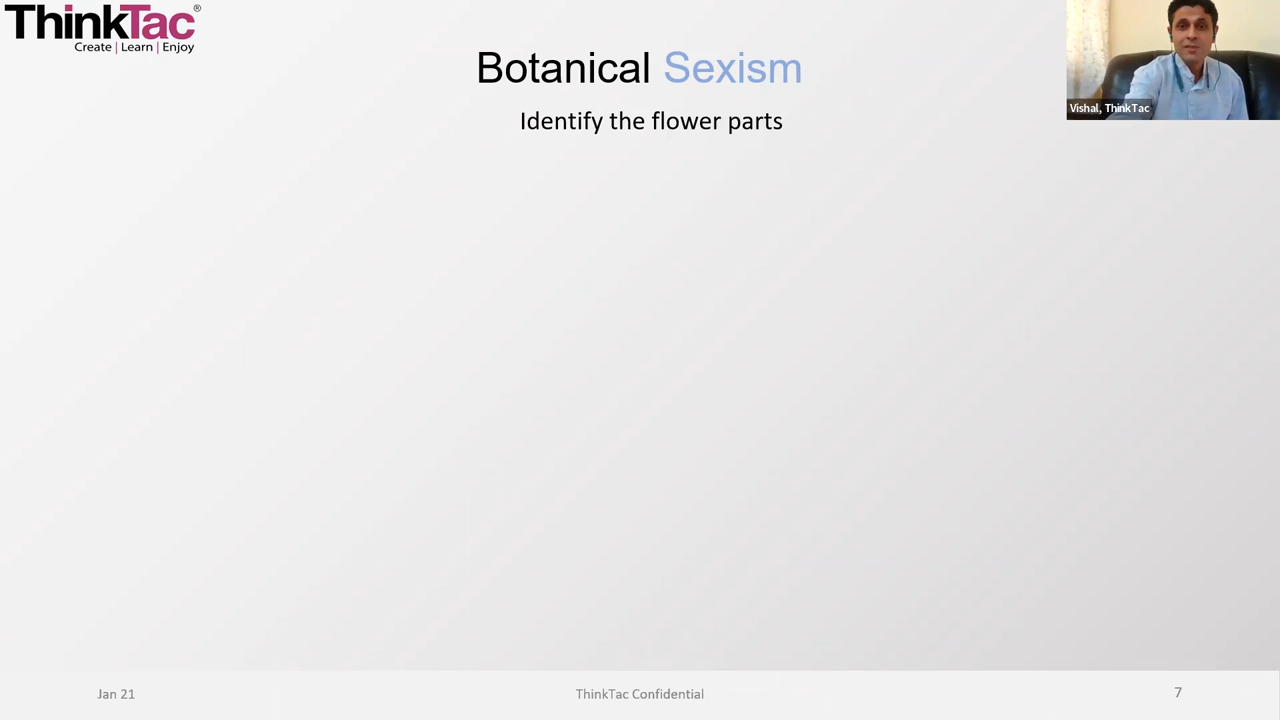 ThinkTac®
Create | Learn | Enjoy
Botanical Sexism
Identify the flower parts
Vishal, ThinkTac
Jan 21
ThinkTac Confidential
7